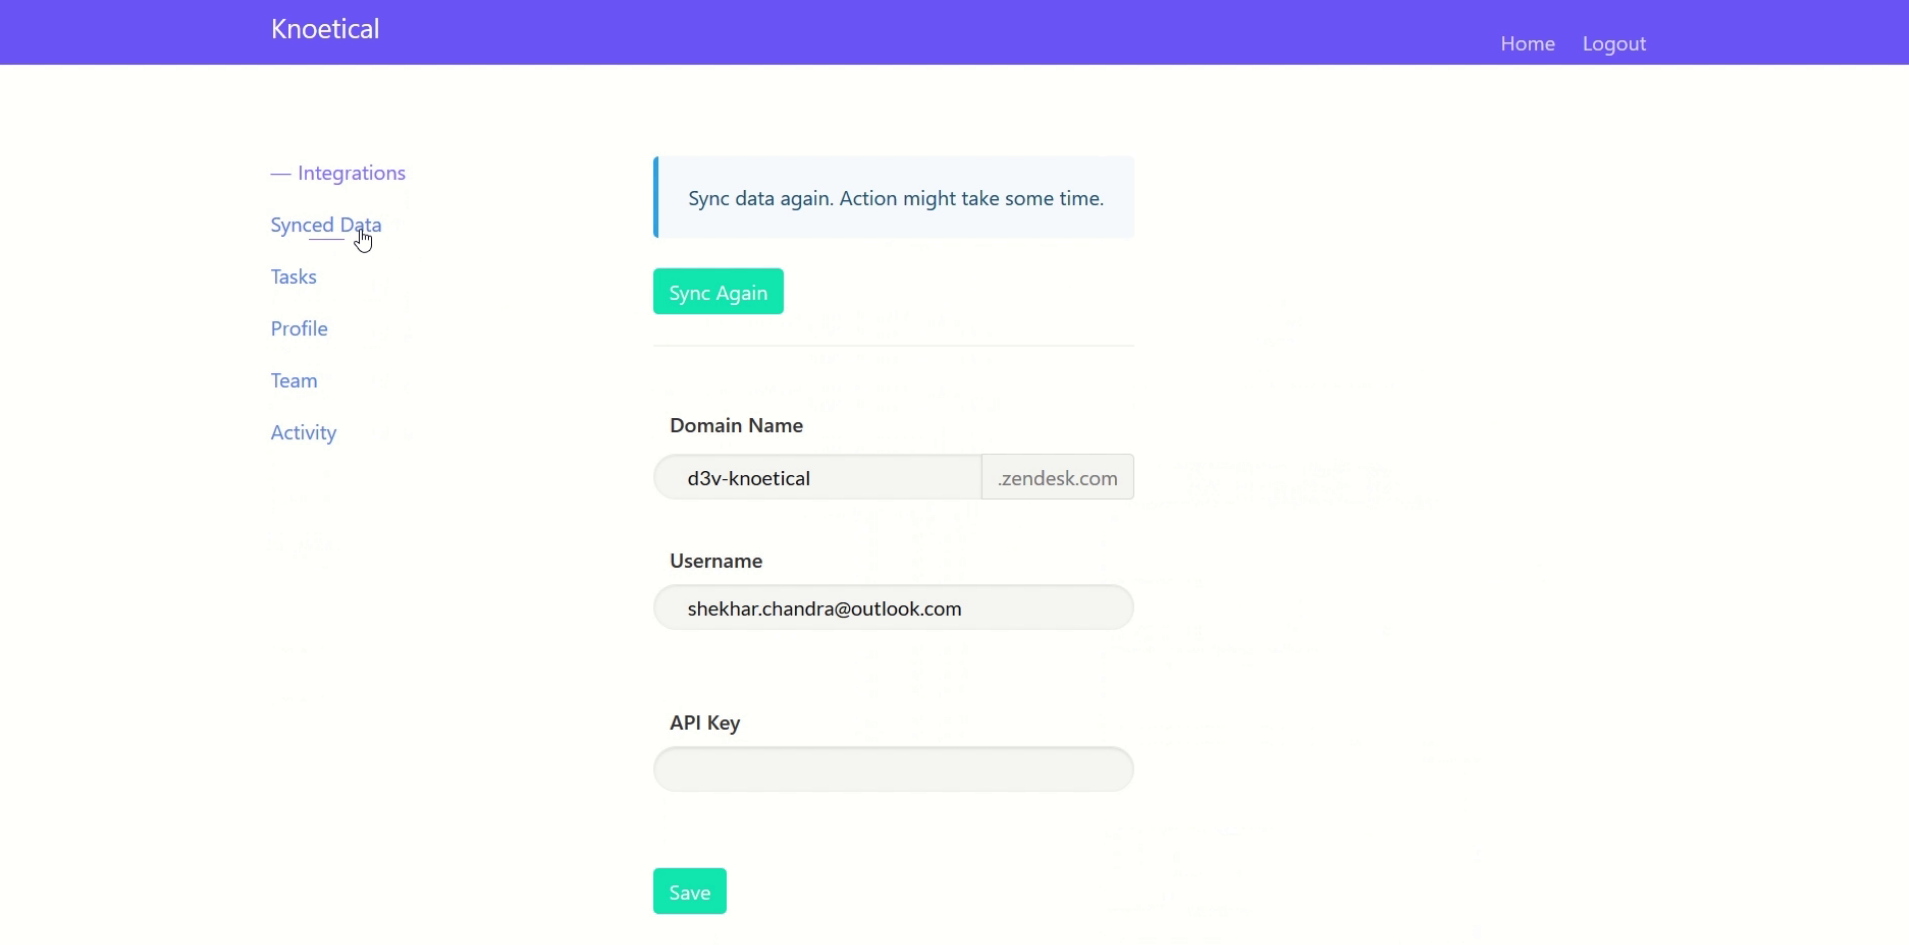 Knoetical
Home Logout
— Integrations
Synced Data
Tasks
Profile
Team
Activity
Sync data again. Action might take some time.
Sync Again
Domain Name
d3v-knoetical .zendesk.com
Username
shekhar.chandra@outlook.com
API Key
Save